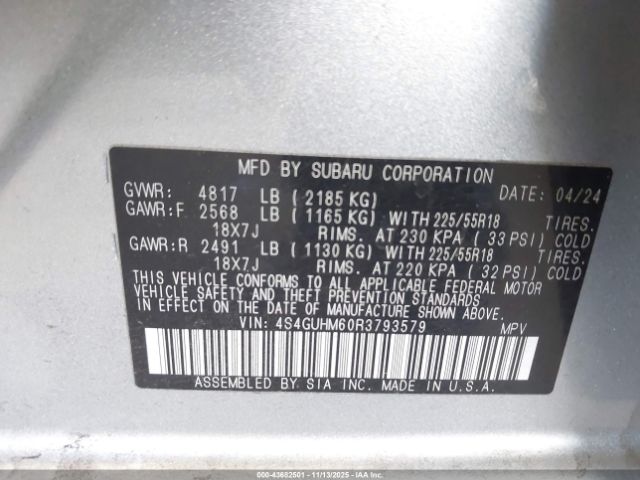 MFD BY SUBARU CORPORATION
GVWR: 4817 LB ( 2185 KG) DATE: 04/24
GAWR:F 2568 LB ( 1165 KG) WITH 225/55R18 TIRES.
18X7J RIMS. AT 230 KPA ( 33 PSI) COLD
GAWR:R 2491 LB ( 1130 KG) WITH 225/55R18 TIRES.
18X7J RIMS. AT 220 KPA ( 32 PSI) COLD
THIS VEHICLE CONFORMS TO ALL APPLICABLE FEDERAL MOTOR
VEHICLE SAFETY AND THEFT PREVENTION STANDARDS
IN EFFECT ON THE DATE OF MANUFACTURE SHOWN ABOVE.
VIN: 4S4GUHM60R3793579 MPV
ASSEMBLED BY SIA INC. MADE IN U.S.A.
© IAA 43682501 - 11/13/2025 - IAAI.COM